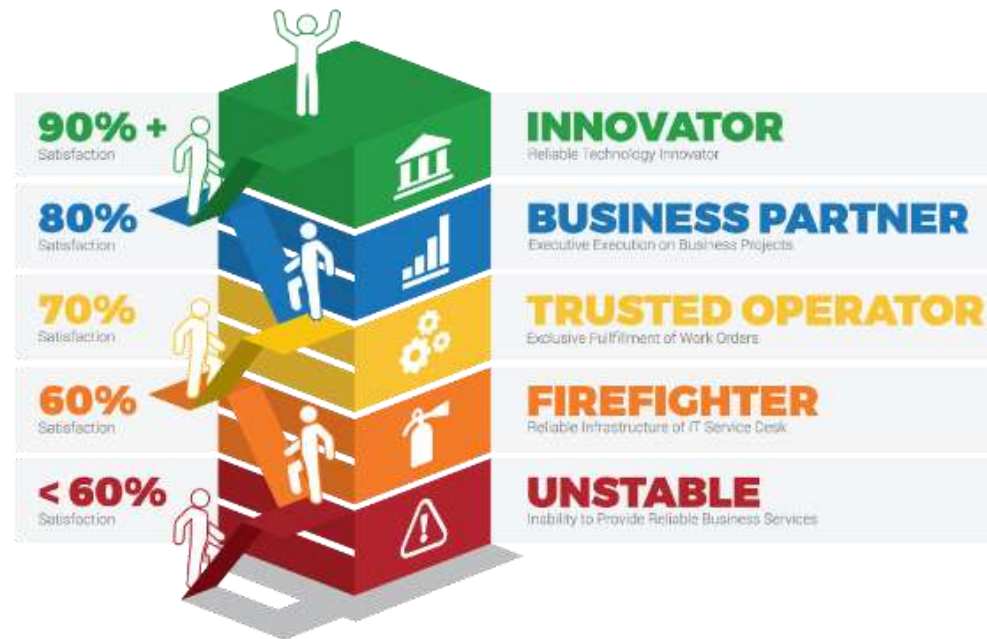 90% +
Satisfaction
INNOVATOR
Reliable Technology Innovator
80%
Satisfaction
BUSINESS PARTNER
Executive Execution on Business Projects
70%
Satisfaction
TRUSTED OPERATOR
Exclusive Fullfillment of Work Orders
60%
Satisfaction
FIREFIGHTER
Reliable Infrastructure of IT Service Desk
< 60%
Satisfaction
UNSTABLE
Inability to Provide Reliable Business Services